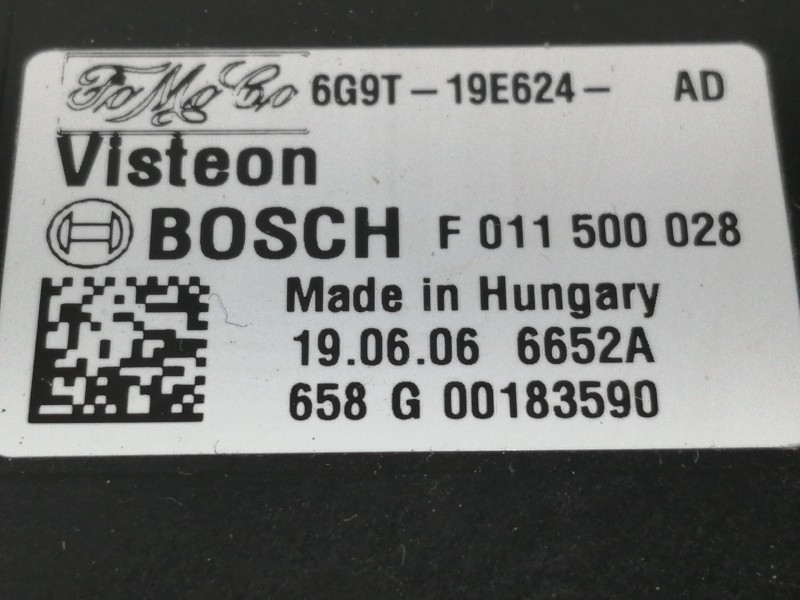 FoMoCo 6G9T-19E624- AD
Visteon
BOSCH F 011 500 028
Made in Hungary
19.06.06 6652A
658 G 00183590